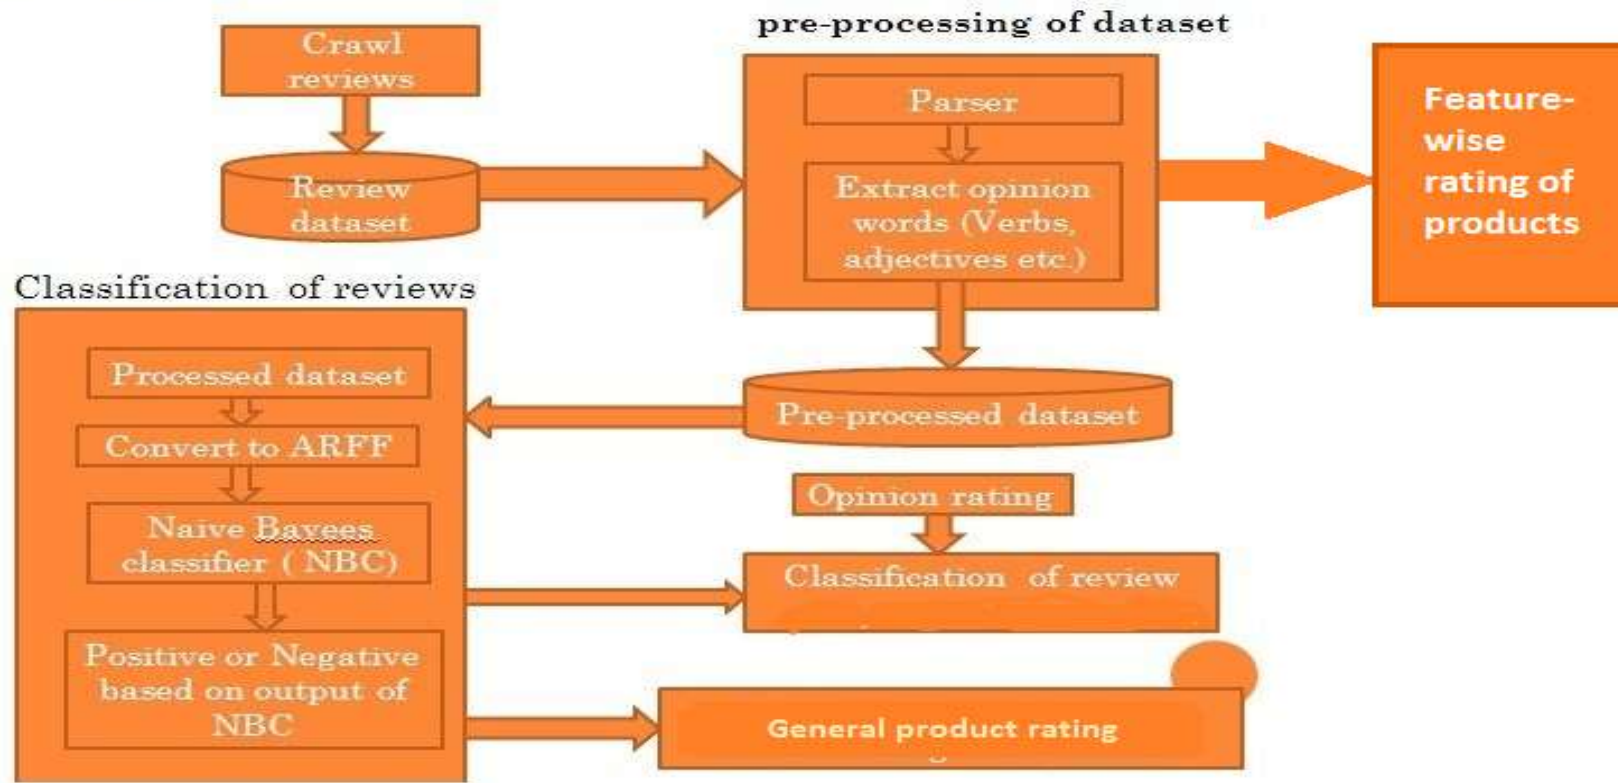 Crawl
reviews
Review
dataset
pre-processing of dataset
Parser
Extract opinion
words (Verbs,
adjectives etc.)
Feature-
wise
rating of
products
Classification of reviews
Processed dataset
Convert to ARFF
Naive Bayees
classifier ( NBC)
Positive or Negative
based on output of
NBC
Pre-processed dataset
Opinion rating
Classification of review
General product rating